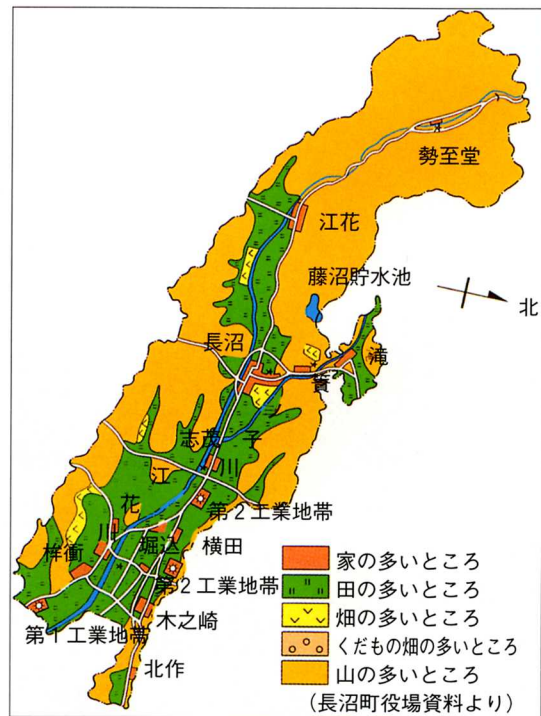 勢至堂
江花
藤沼貯水池
北
長沼
滝
簀
ノ
子
川
志茂
江
花
川
第2工業地帯
堀込
横田
桙衝
第2工業地帯
第1工業地帯
木之崎
北作
家の多いところ
田の多いところ
畑の多いところ
くだもの畑の多いところ
山の多いところ
(長沼町役場資料より)